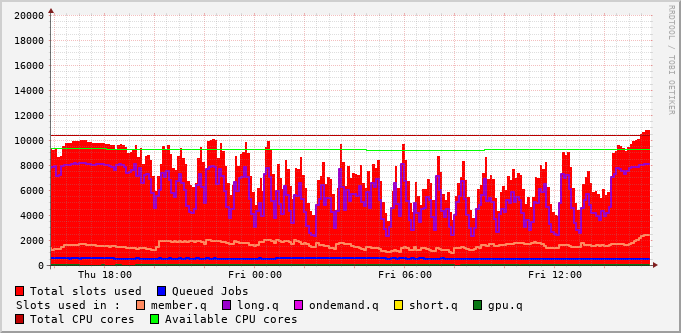 20000
18000
16000
14000
12000
10000
8000
6000
4000
2000
0
Thu 18:00 Fri 00:00 Fri 06:00 Fri 12:00
Total slots used Queued Jobs
Slots used in : member.q long.q ondemand.q short.q gpu.q
Total CPU cores Available CPU cores
RRDTOOL / TOBI OETIKER